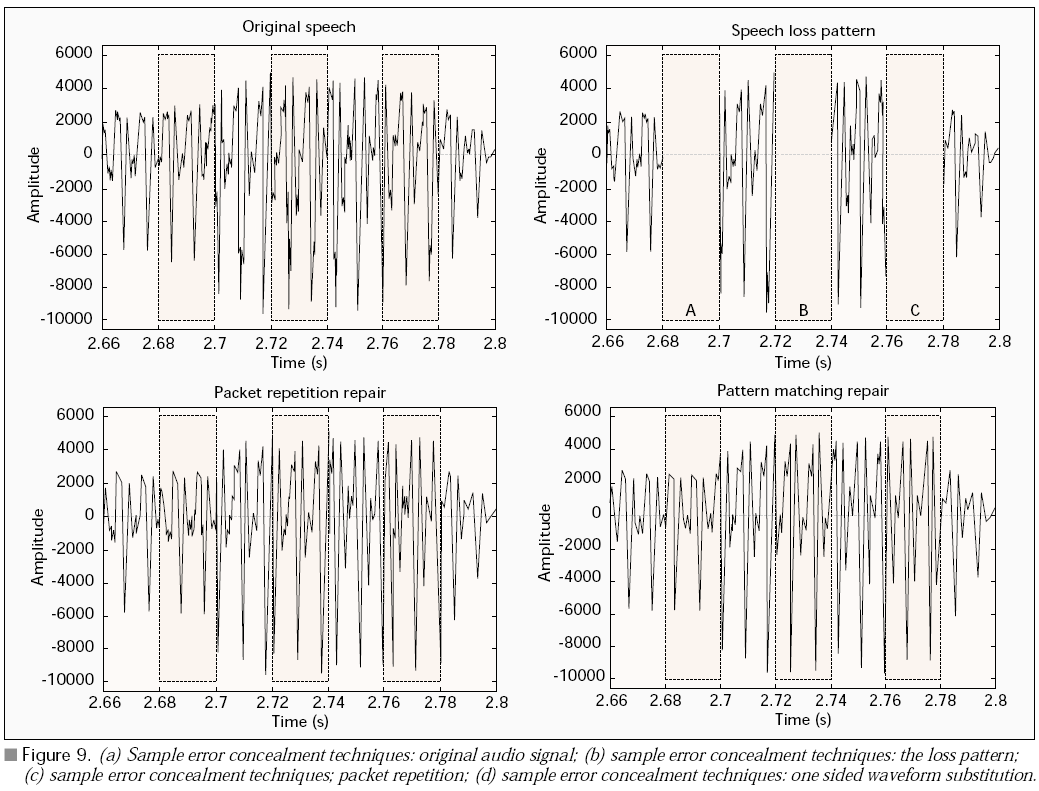 Original speech
6000
4000
2000
0
-2000
-4000
-6000
-8000
-10000
Amplitude
2.66 2.68 2.7 2.72 2.74 2.76 2.78 2.8
Time (s)
Speech loss pattern
6000
4000
2000
0
-2000
-4000
-6000
-8000
-10000
Amplitude
A B C
2.66 2.68 2.7 2.72 2.74 2.76 2.78 2.8
Time (s)
Packet repetition repair
6000
4000
2000
0
-2000
-4000
-6000
-8000
-10000
Amplitude
2.66 2.68 2.7 2.72 2.74 2.76 2.78 2.8
Time (s)
Pattern matching repair
6000
4000
2000
0
-2000
-4000
-6000
-8000
-10000
Amplitude
2.66 2.68 2.7 2.72 2.74 2.76 2.78 2.8
Time (s)
■ Figure 9. (a) Sample error concealment techniques: original audio signal; (b) sample error concealment techniques: the loss pattern;
(c) sample error concealment techniques; packet repetition; (d) sample error concealment techniques: one sided waveform substitution.